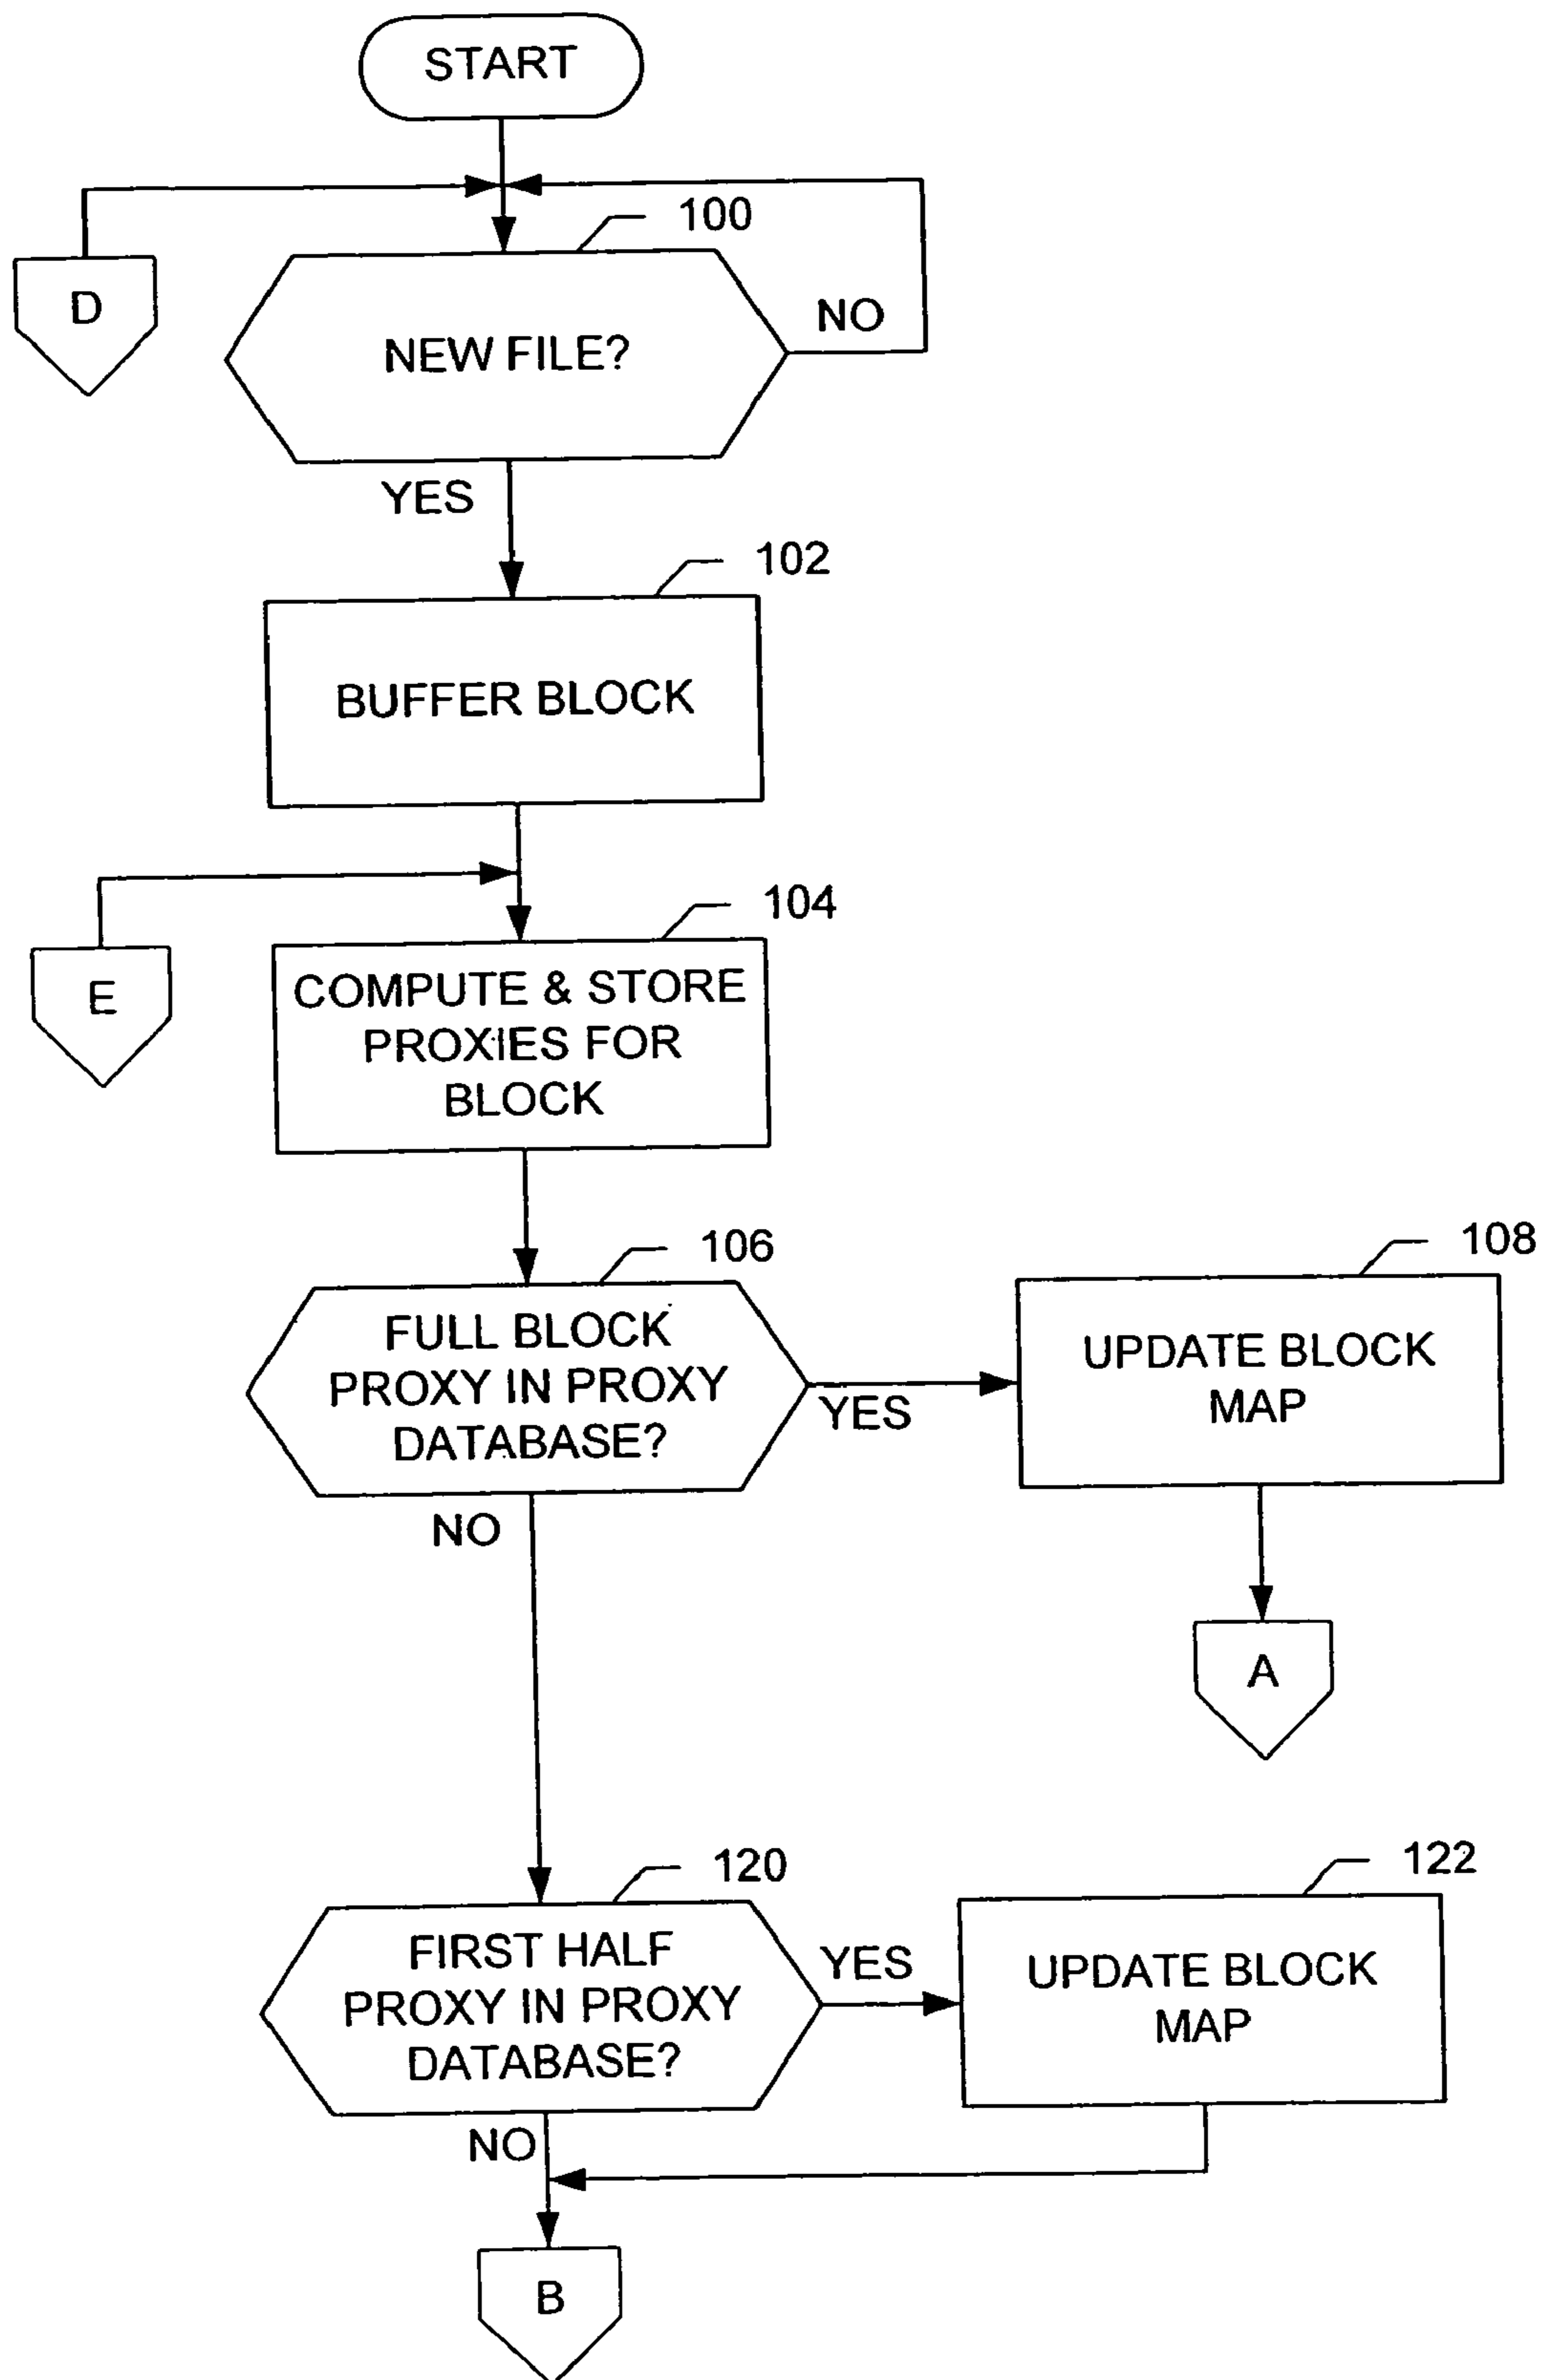 START
100
D
NEW FILE?
NO
YES
102
BUFFER BLOCK
104
E
COMPUTE & STORE
PROXIES FOR
BLOCK
106
FULL BLOCK
PROXY IN PROXY
DATABASE?
YES
NO
108
UPDATE BLOCK
MAP
A
120
FIRST HALF
PROXY IN PROXY
DATABASE?
YES
NO
122
UPDATE BLOCK
MAP
B